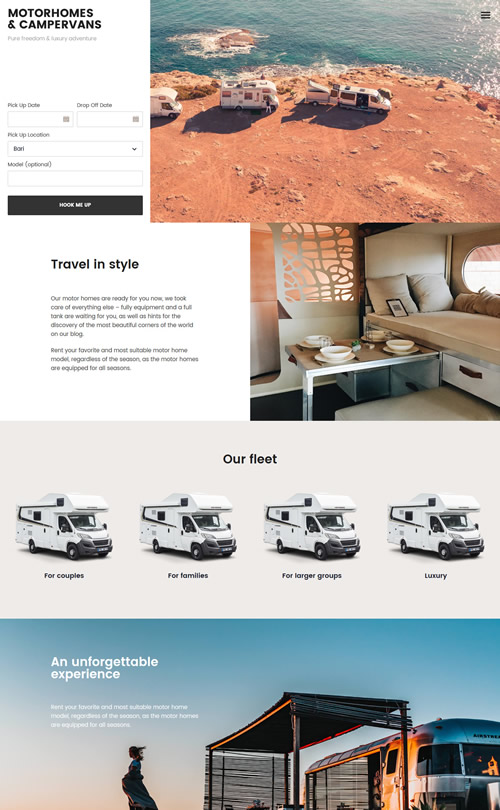 MOTORHOMES
& CAMPERVANS
Pure freedom & luxury adventure
Pick Up Date
Drop Off Date
Pick Up Location
Bari
Model (optional)
HOOK ME UP
Travel in style
Our motor homes are ready for you now, we took
care of everything else – fully equipment and a full
tank are waiting for you, as well as hints for the
discovery of the most beautiful corners of the world
on our blog.
Rent your favorite and most suitable motor home
model, regardless of the season, as the motor homes
are equipped for all seasons.
Our fleet
For couples
For families
For larger groups
Luxury
An unforgettable
experience
Rent your favorite and most suitable motor home
model, regardless of the season, as the motor homes
are equipped for all seasons.
AIRSTREAM